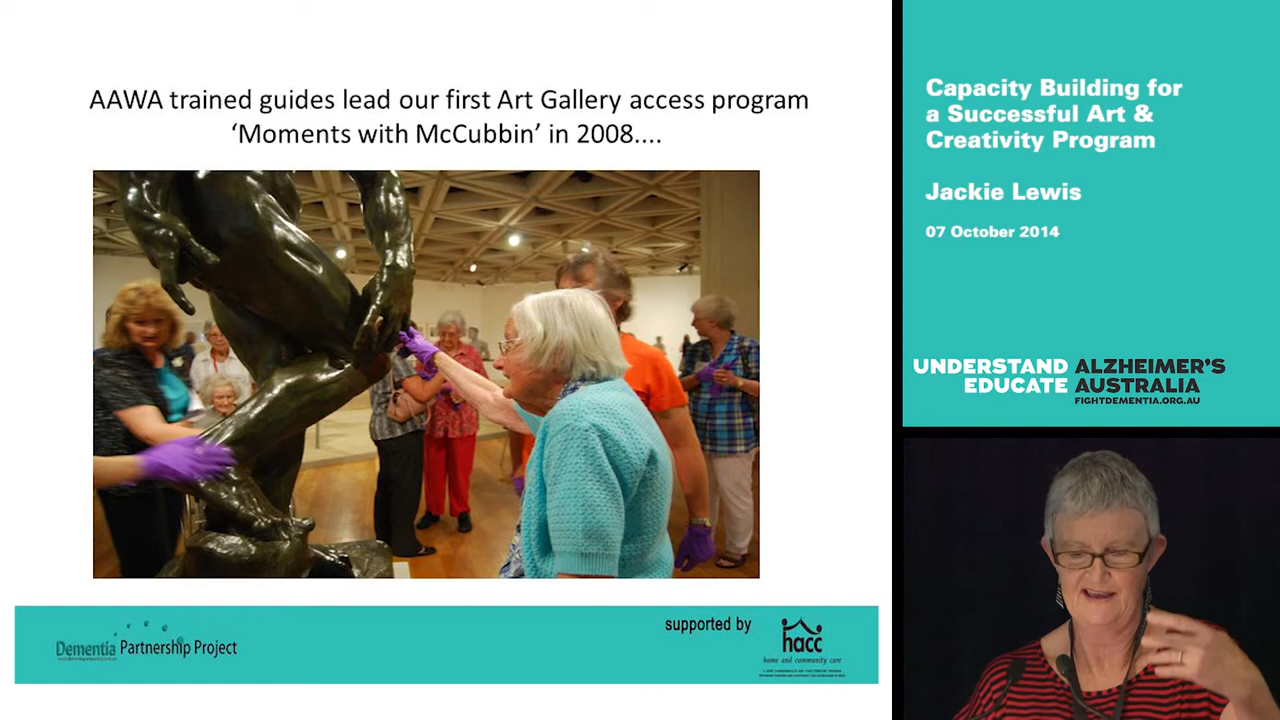 AAWA trained guides lead our first Art Gallery access program
‘Moments with McCubbin’ in 2008....
Dementia Partnership Project
supported by
hacc
home and community care
Capacity Building for
a Successful Art &
Creativity Program
Jackie Lewis
07 October 2014
UNDERSTAND ALZHEIMER'S
EDUCATE AUSTRALIA
FIGHTDEMENTIA.ORG.AU